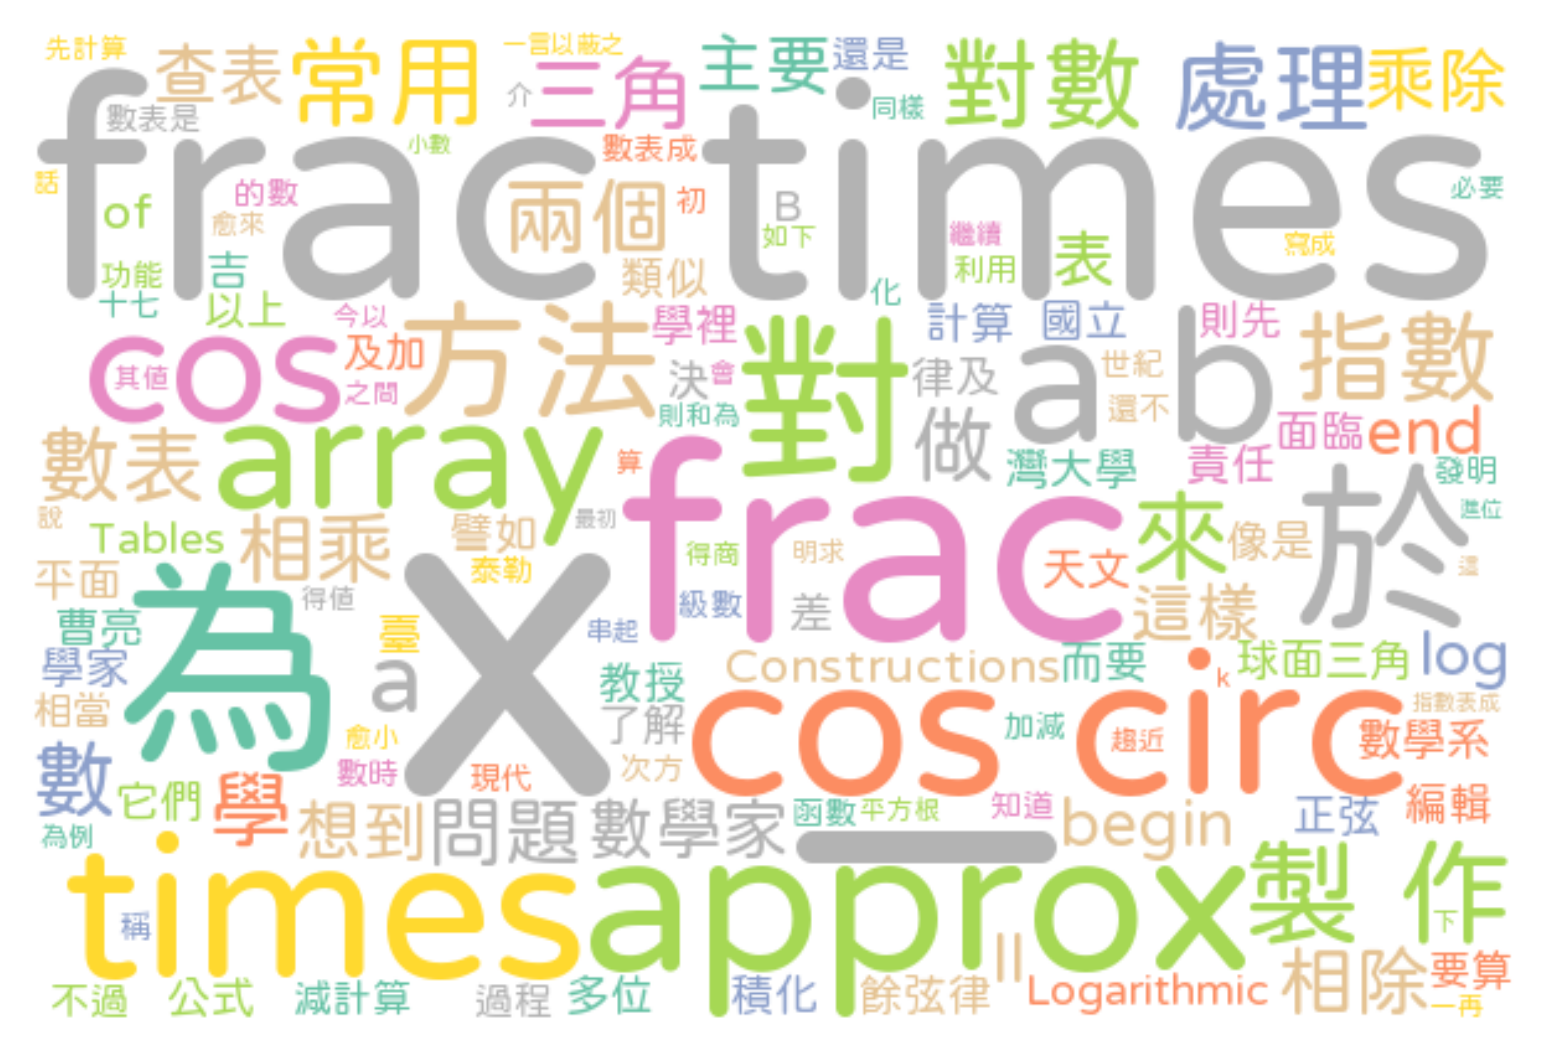 先計算 查表 常用 一言以蔽之 三角 介 主要 還是 對數 處理 乘除
數表是 同樣
frac times
小數 數表成
話 of 的數 愈來 兩個 初 B 如下 繼續 必要
功能 吉 類似 利用 表 寫成
十七 以上 今以 化
cos 其值 及加 之間 方法 學裡 計算 國立 則先 指數
決 會 對 律及 a 世紀 b
則和為 做 還不 面臨 end
數表 array 算 灣大學 責任 發明
說 Tables 相乘 譬如 最初 frac 來 像是 於 進位
泰勒 得商 明求 天文 這
平面 為 得值 X 級數 差 這樣
曹亮 臺 串起
學家 a 教授 Constructions 而要 球面三角 log
相當 了解 cos 加減 circ k 指數表成
愈小 趨近 數學系
數 它們 數時 現代 次方
為例 學 想到 問題 數學家 函數 平方根 知道 begin 正弦 編輯
times approx 製作
稱 下
不過 公式 減計算 過程 多位 積化 餘弦律 || Logarithmic 相除 要算
一再